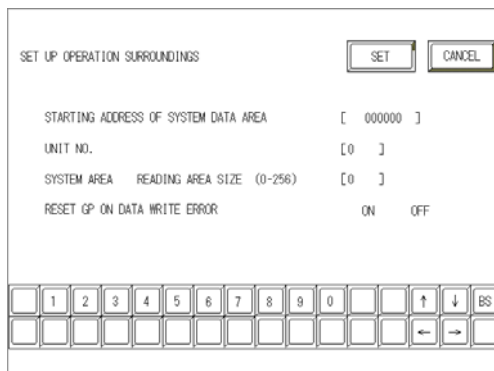 SET UP OPERATION SURROUNDINGS SET CANCEL
STARTING ADDRESS OF SYSTEM DATA AREA [ 000000 ]
UNIT NO. [0 ]
SYSTEM AREA READING AREA SIZE (0-256) [0 ]
RESET GP ON DATA WRITE ERROR ON OFF
1 2 3 4 5 6 7 8 9 0 ↑ ↓ BS
← →